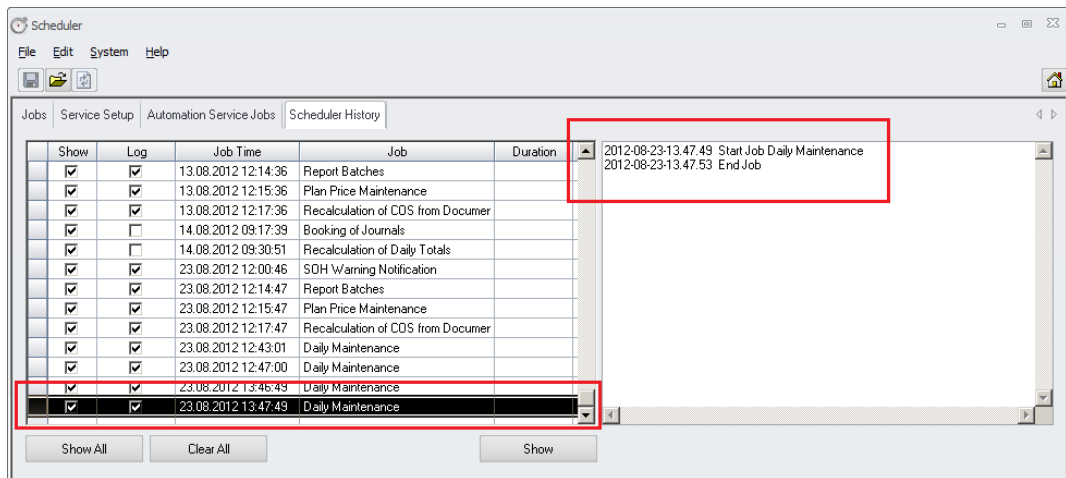 Scheduler
File Edit System Help
Jobs Service Setup Automation Service Jobs Scheduler History
Show Log Job Time Job Duration
13.08.2012 12:14:36 Report Batches
13.08.2012 12:15:36 Plan Price Maintenance
13.08.2012 12:17:36 Recalculation of COS from Documer
14.08.2012 09:17:39 Booking of Journals
14.08.2012 09:30:51 Recalculation of Daily Totals
23.08.2012 12:00:46 SOH Warning Notification
23.08.2012 12:14:47 Report Batches
23.08.2012 12:15:47 Plan Price Maintenance
23.08.2012 12:17:47 Recalculation of COS from Documer
23.08.2012 12:43:01 Daily Maintenance
23.08.2012 12:47:00 Daily Maintenance
23.08.2012 13:46:49 Daily Maintenance
23.08.2012 13:47:49 Daily Maintenance
2012-08-23-13.47.49 Start Job Daily Maintenance
2012-08-23-13.47.53 End Job
Show All Clear All Show